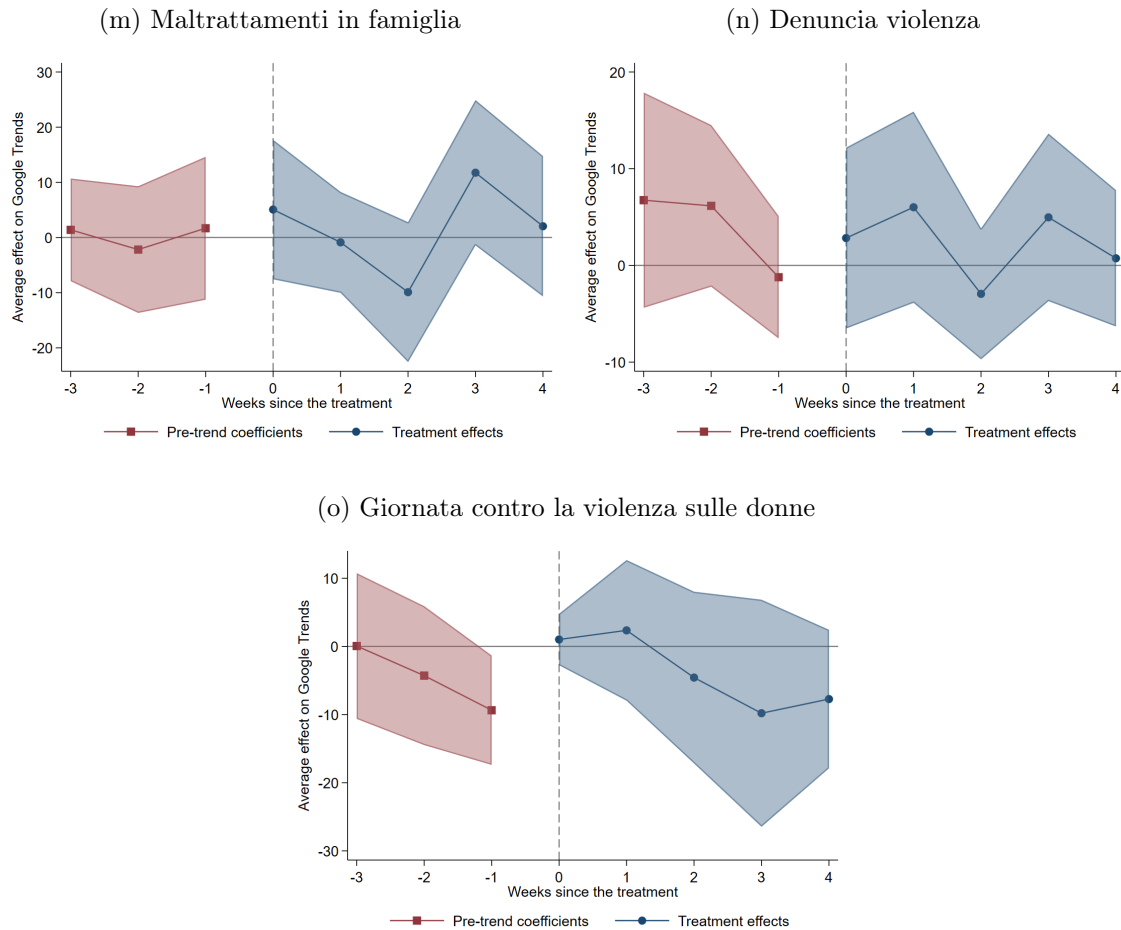 (m) Maltrattamenti in famiglia
Average effect on Google Trends
30
20
10
0
-10
-20
-3 -2 -1 0 1 2 3 4
Weeks since the treatment
Pre-trend coefficients Treatment effects
(n) Denuncia violenza
Average effect on Google Trends
20
10
0
-10
-3 -2 -1 0 1 2 3 4
Weeks since the treatment
Pre-trend coefficients Treatment effects
(o) Giornata contro la violenza sulle donne
Average effect on Google Trends
10
0
-10
-20
-30
-3 -2 -1 0 1 2 3 4
Weeks since the treatment
Pre-trend coefficients Treatment effects